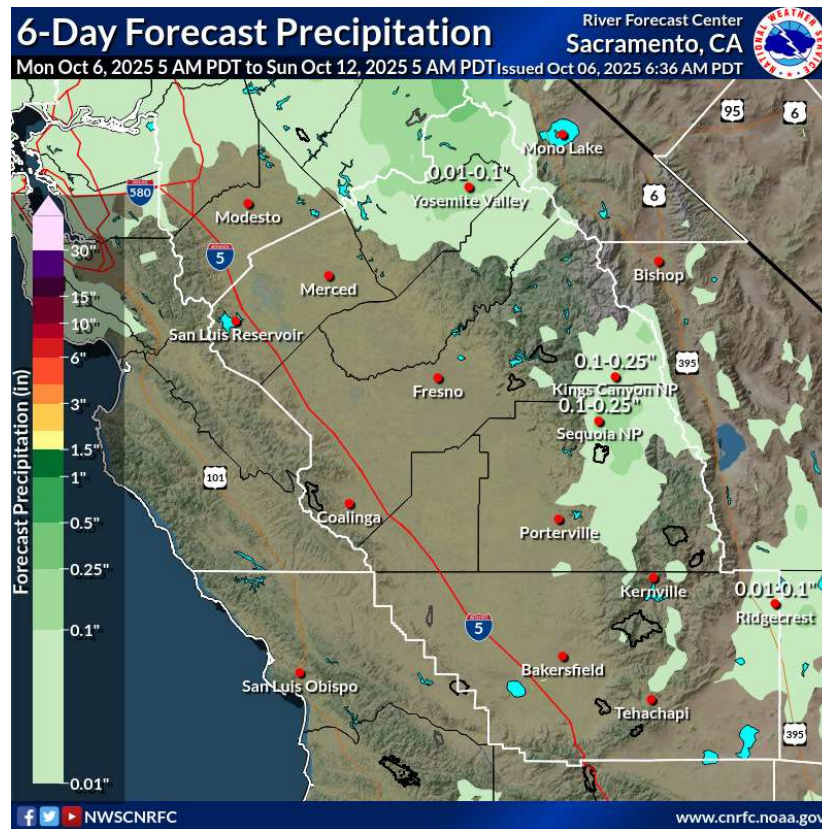 6-Day Forecast Precipitation
Mon Oct 6, 2025 5 AM PDT to Sun Oct 12, 2025 5 AM PDT
River Forecast Center
Sacramento, CA
Issued Oct 06, 2025 6:36 AM PDT
NATIONAL WEATHER SERVICE
95
6
Mono Lake
580
0.01-0.1"
Yosemite Valley
6
Modesto
5
Bishop
Merced
30"
15"
10"
6"
3"
1.5"
1"
0.5"
0.25"
0.1"
0.01"
Forecast Precipitation (in)
San Luis Reservoir
395
0.1-0.25"
Kings Canyon NP
Fresno
0.1-0.25"
Sequoia NP
101
Coalinga
Porterville
Kernville
0.01-0.1"
Ridgecrest
5
Bakersfield
San Luis Obispo
Tehachapi
395
NWSCNRFC
www.cnrfc.noaa.gov